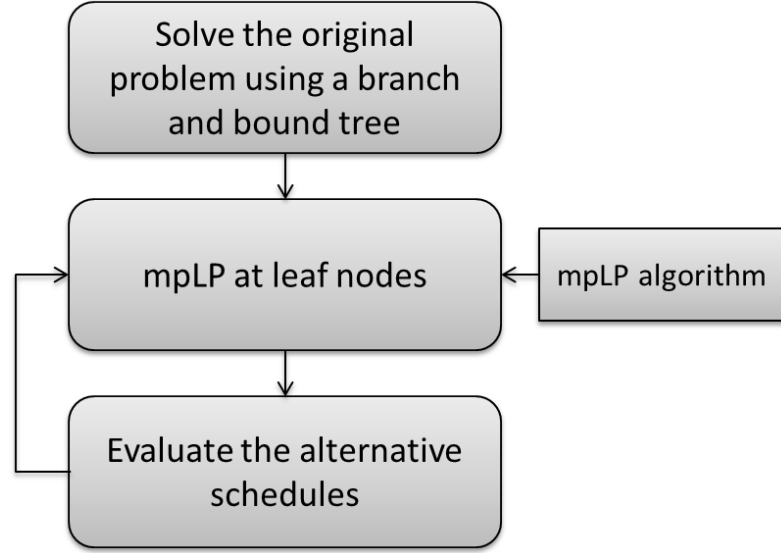 Solve the original
problem using a branch
and bound tree
mpLP at leaf nodes
mpLP algorithm
Evaluate the alternative
schedules